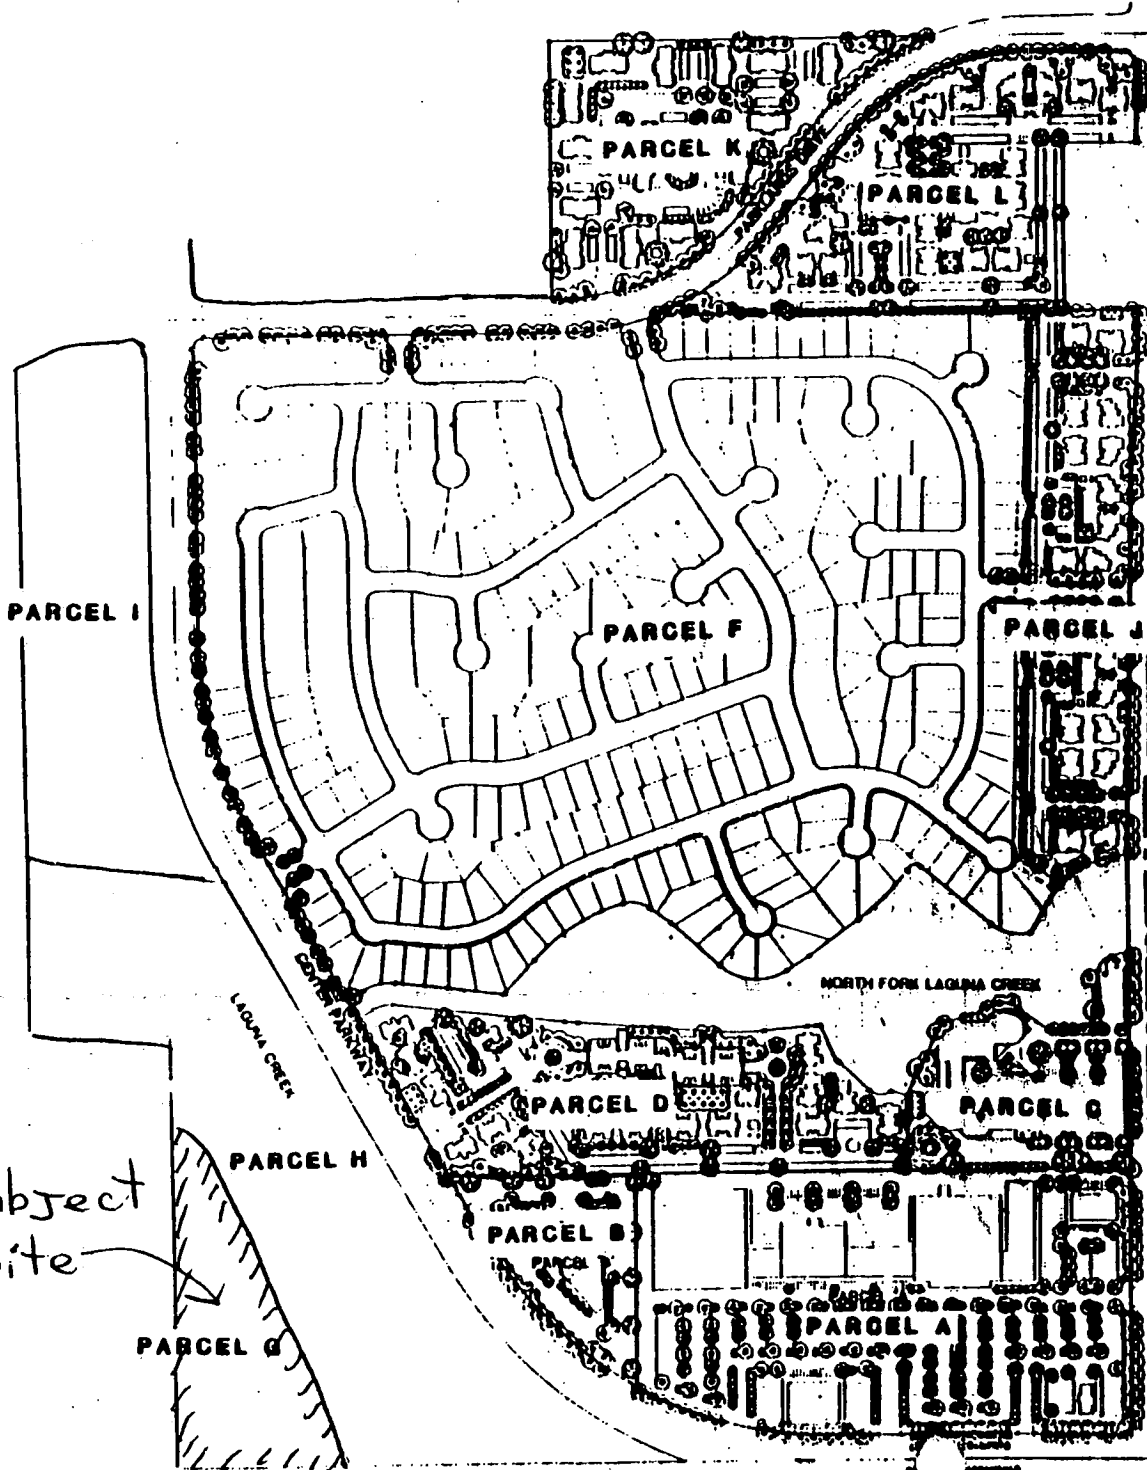 PARCEL K
PARCEL L
PARCEL I
PARCEL F
PARCEL J
NORTH FORK LAGUNA CREEK
CENTER PARKWAY
LAGUNA CREEK
PARCEL D
PARCEL C
PARCEL H
bject
ite
PARCEL B
PARCEL
PARCEL A
PARCEL G